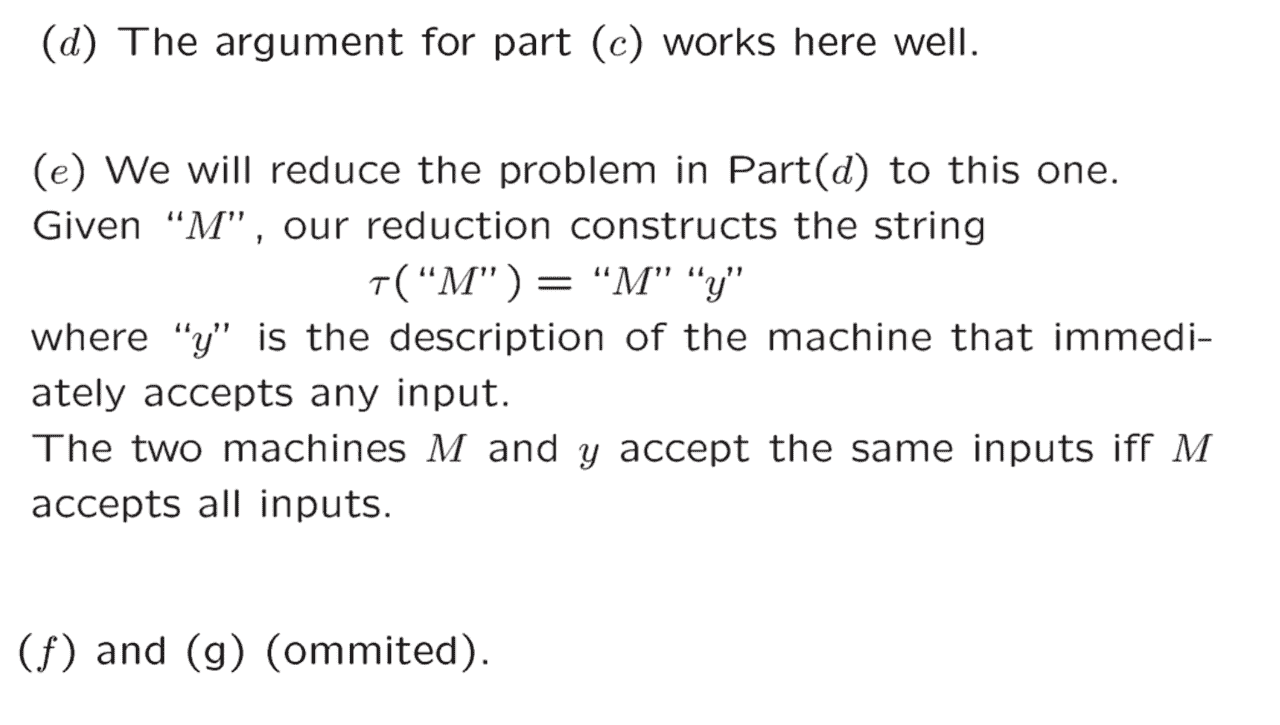 (d) The argument for part (c) works here well.
(e) We will reduce the problem in Part(d) to this one.
Given “M”, our reduction constructs the string
τ(“M”) = “M” “y”
where “y” is the description of the machine that immedi-
ately accepts any input.
The two machines M and y accept the same inputs iff M
accepts all inputs.
(f) and (g) (ommited).